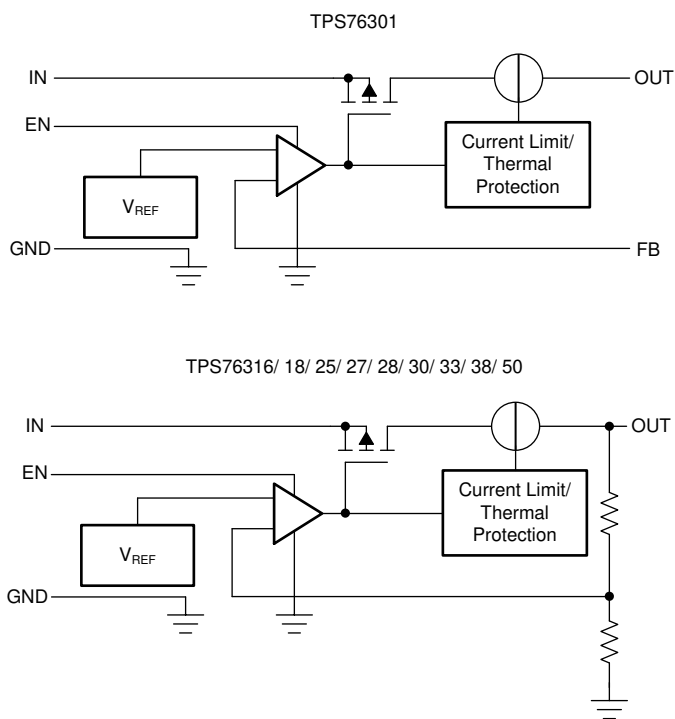 TPS76301
IN
OUT
EN
Current Limit/
Thermal
Protection
VREF
GND
FB
TPS76316/ 18/ 25/ 27/ 28/ 30/ 33/ 38/ 50
IN
OUT
EN
Current Limit/
Thermal
Protection
VREF
GND